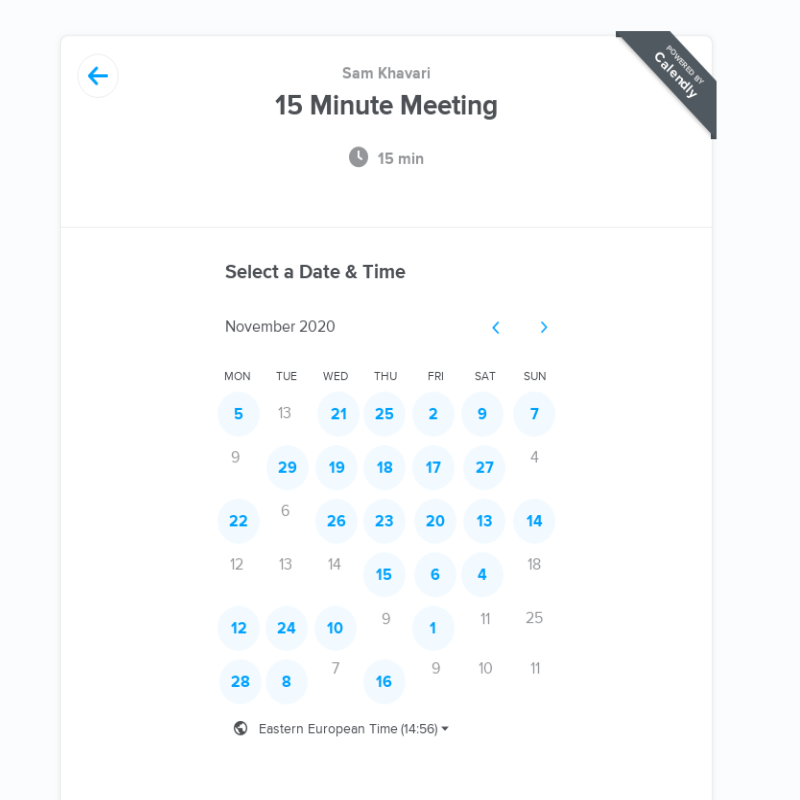 POWERED BY
Calendly
Sam Khavari
15 Minute Meeting
15 min
Select a Date & Time
November 2020
MON TUE WED THU FRI SAT SUN
5 13 21 25 2 9 7
9 29 19 18 17 27 4
22 6 26 23 20 13 14
12 13 14 15 6 4 18
12 24 10 9 1 11 25
28 8 7 16 9 10 11
Eastern European Time (14:56)